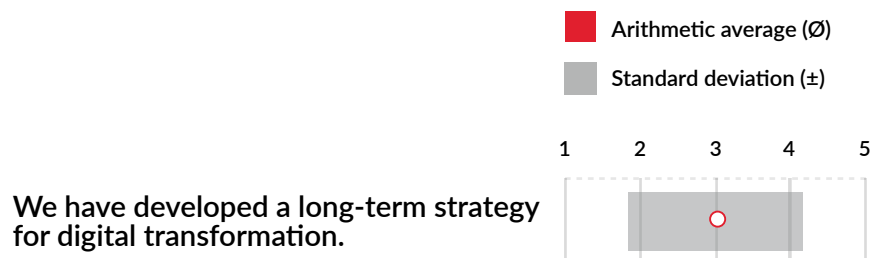 Arithmetic average (Ø)
Standard deviation (±)
1 2 3 4 5
We have developed a long-term strategy
for digital transformation.